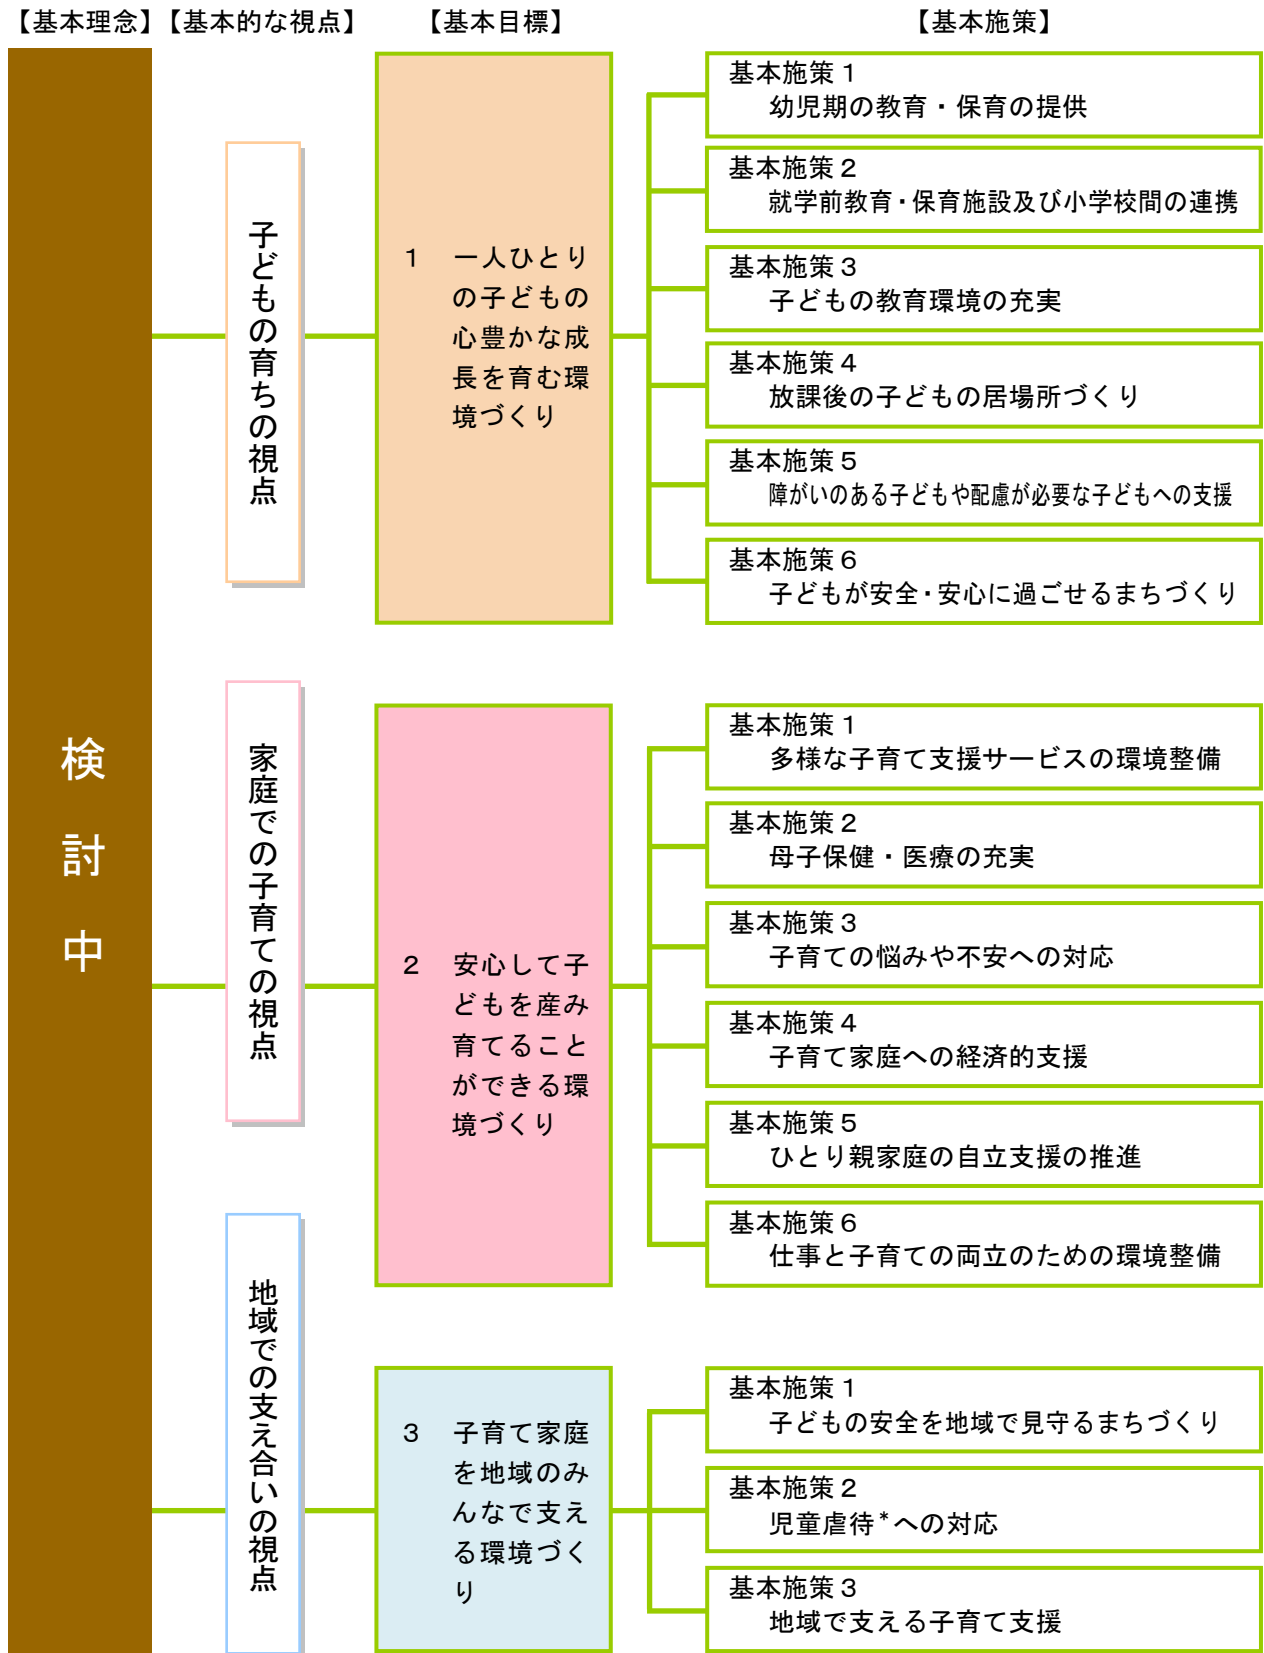 【基本理念】【基本的な視点】 【基本目標】 【基本施策】
検討中
子どもの育ちの視点
1 一人ひとり
の子どもの
心豊かな成
長を育む環
境づくり
基本施策1
幼児期の教育・保育の提供
基本施策2
就学前教育・保育施設及び小学校間の連携
基本施策3
子どもの教育環境の充実
基本施策4
放課後の子どもの居場所づくり
基本施策5
障がいのある子どもや配慮が必要な子どもへの支援
基本施策6
子どもが安全・安心に過ごせるまちづくり
家庭での子育ての視点
2 安心して子
どもを産み
育てること
ができる環
境づくり
基本施策1
多様な子育て支援サービスの環境整備
基本施策2
母子保健・医療の充実
基本施策3
子育ての悩みや不安への対応
基本施策4
子育て家庭への経済的支援
基本施策5
ひとり親家庭の自立支援の推進
基本施策6
仕事と子育ての両立のための環境整備
地域での支え合いの視点
3 子育て家庭
を地域のみ
んなで支え
る環境づく
り
基本施策1
子どもの安全を地域で見守るまちづくり
基本施策2
児童虐待*への対応
基本施策3
地域で支える子育て支援